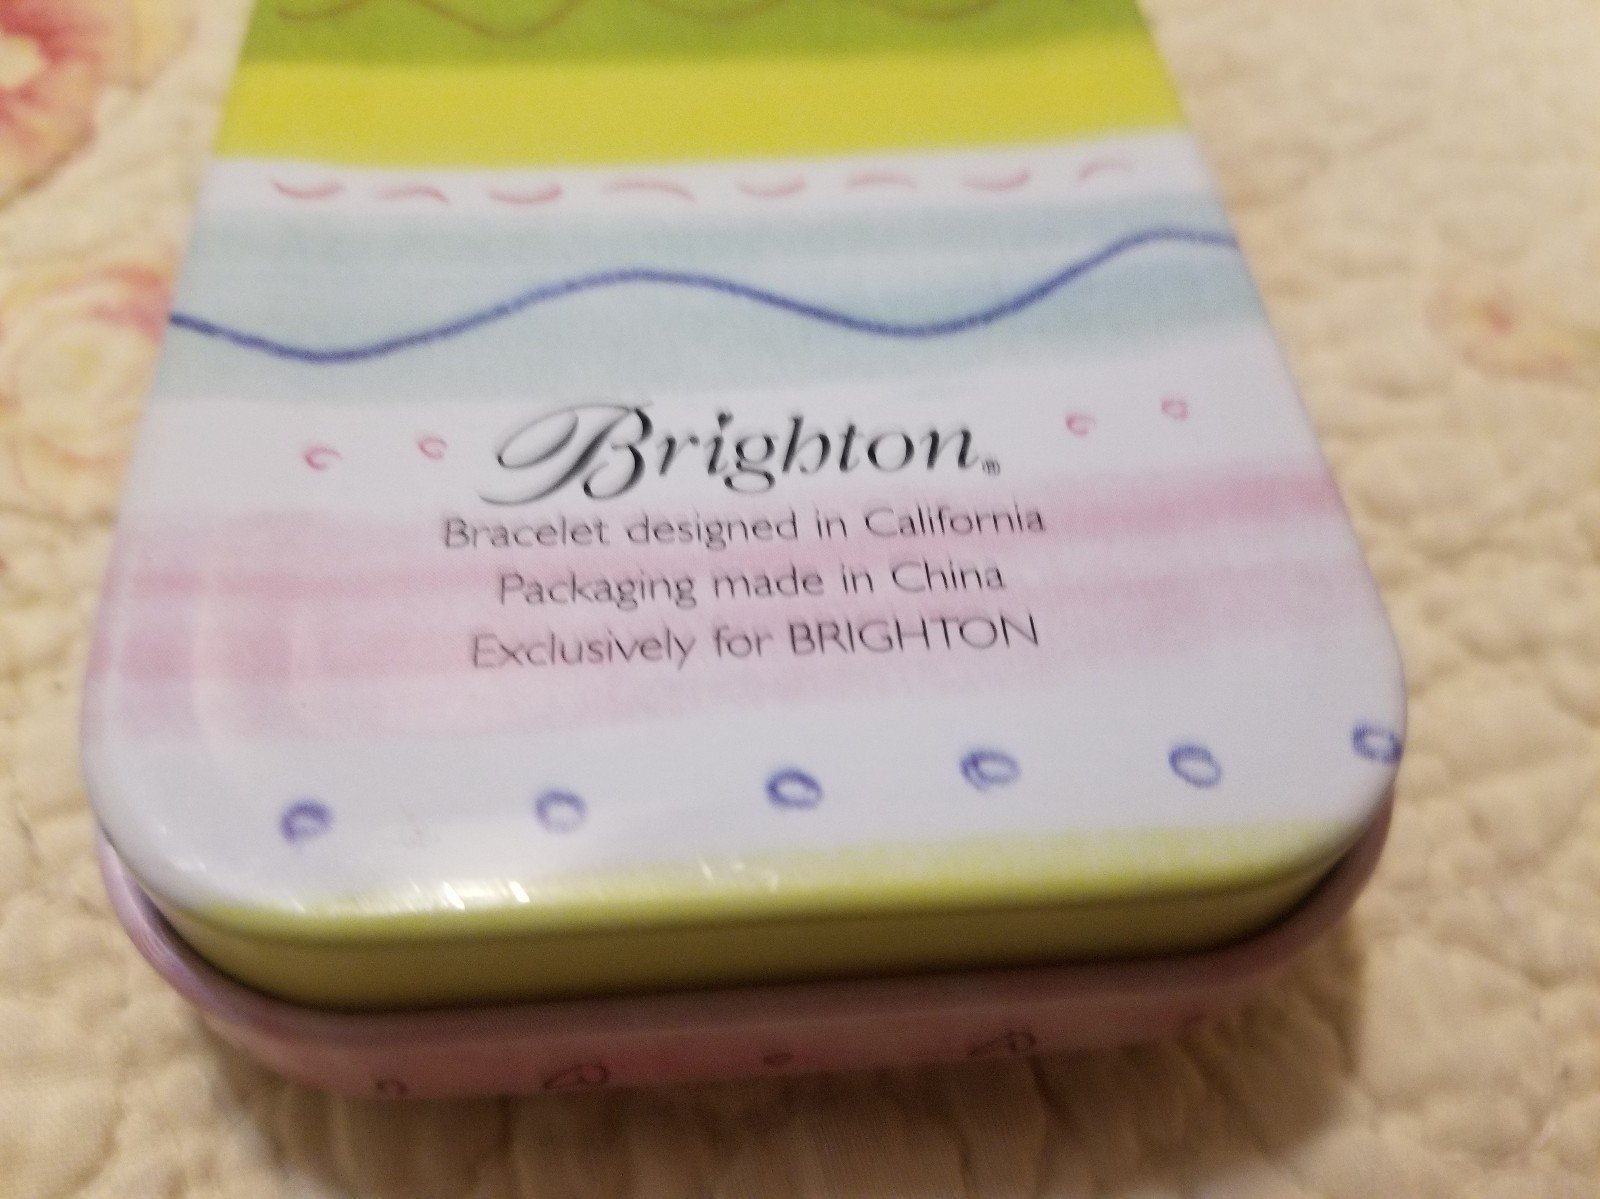 Brighton®
Bracelet designed in California
Packaging made in China
Exclusively for BRIGHTON